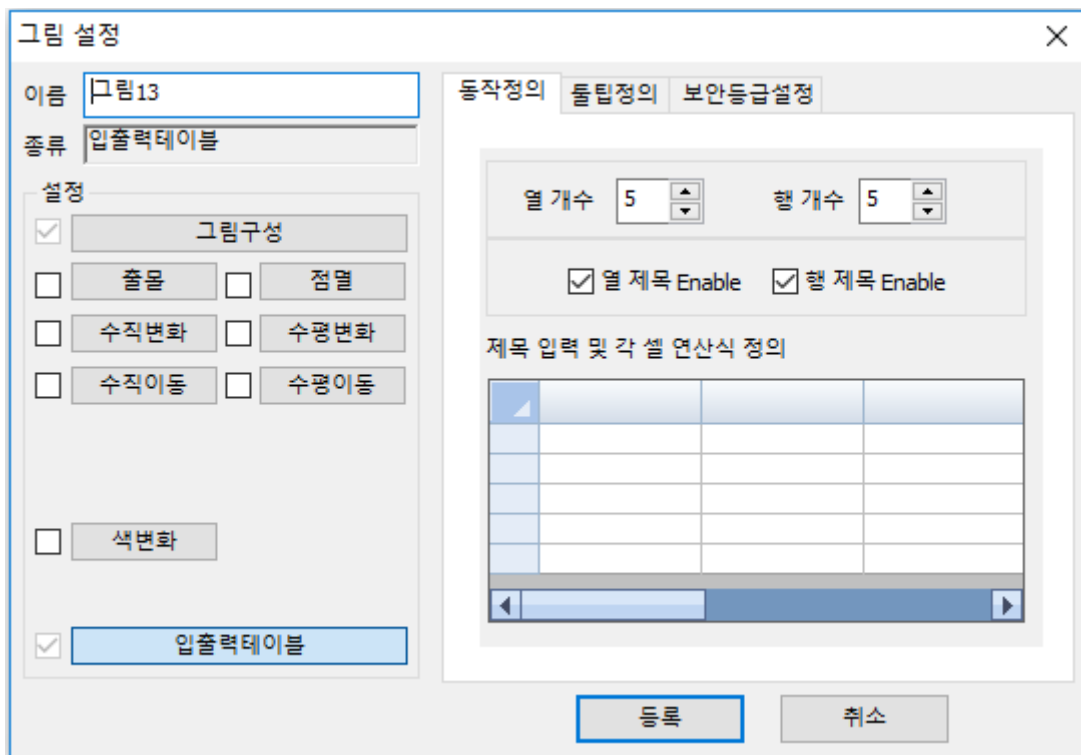 그림 설정
이름 그림13
종류 입출력테이블
설정
그림구성
출몰 점멸
수직변화 수평변화
수직이동 수평이동
색변화
입출력테이블
동작정의 툴팁정의 보안등급설정
열 개수 5 행 개수 5
열 제목 Enable 행 제목 Enable
제목 입력 및 각 셀 연산식 정의
등록 취소